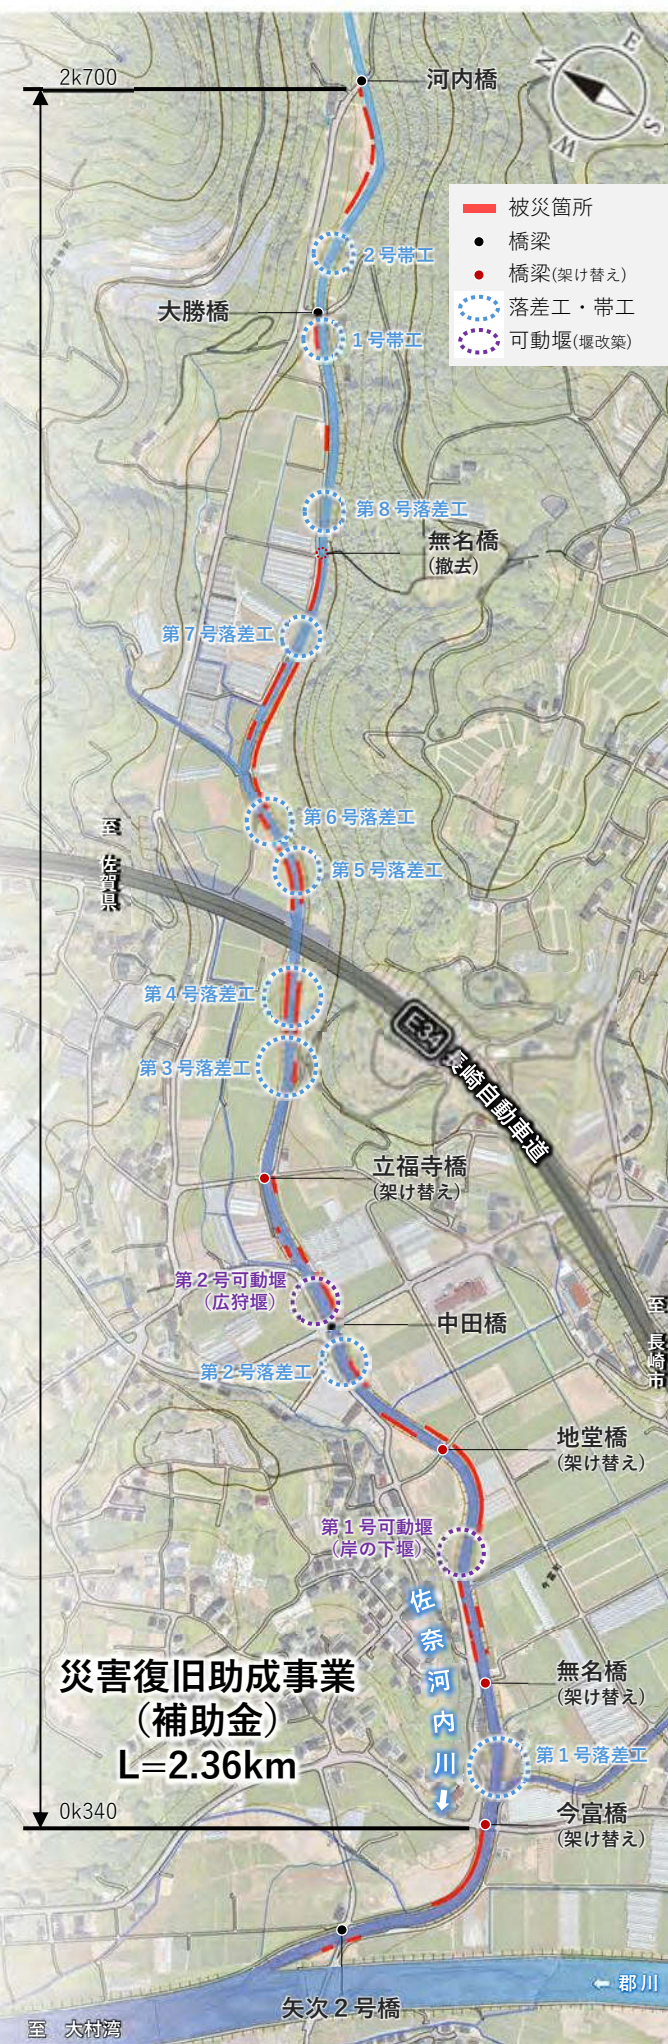 2k700
河内橋
E
N
S
W
被災箇所
橋梁
橋梁(架け替え)
落差工・帯工
可動堰(堰改築)
2号帯工
大勝橋
1号帯工
第8号落差工
無名橋
(撤去)
第7号落差工
第6号落差工
至 佐賀県
第5号落差工
第4号落差工
E34
長崎自動車道
第3号落差工
立福寺橋
(架け替え)
第2号可動堰
(広狩堰)
至 長崎市
中田橋
第2号落差工
地堂橋
(架け替え)
第1号可動堰
(岸の下堰)
佐奈河内川
災害復旧助成事業
(補助金)
L=2.36km
無名橋
(架け替え)
第1号落差工
0k340
今富橋
(架け替え)
郡川
矢次2号橋
至 大村湾